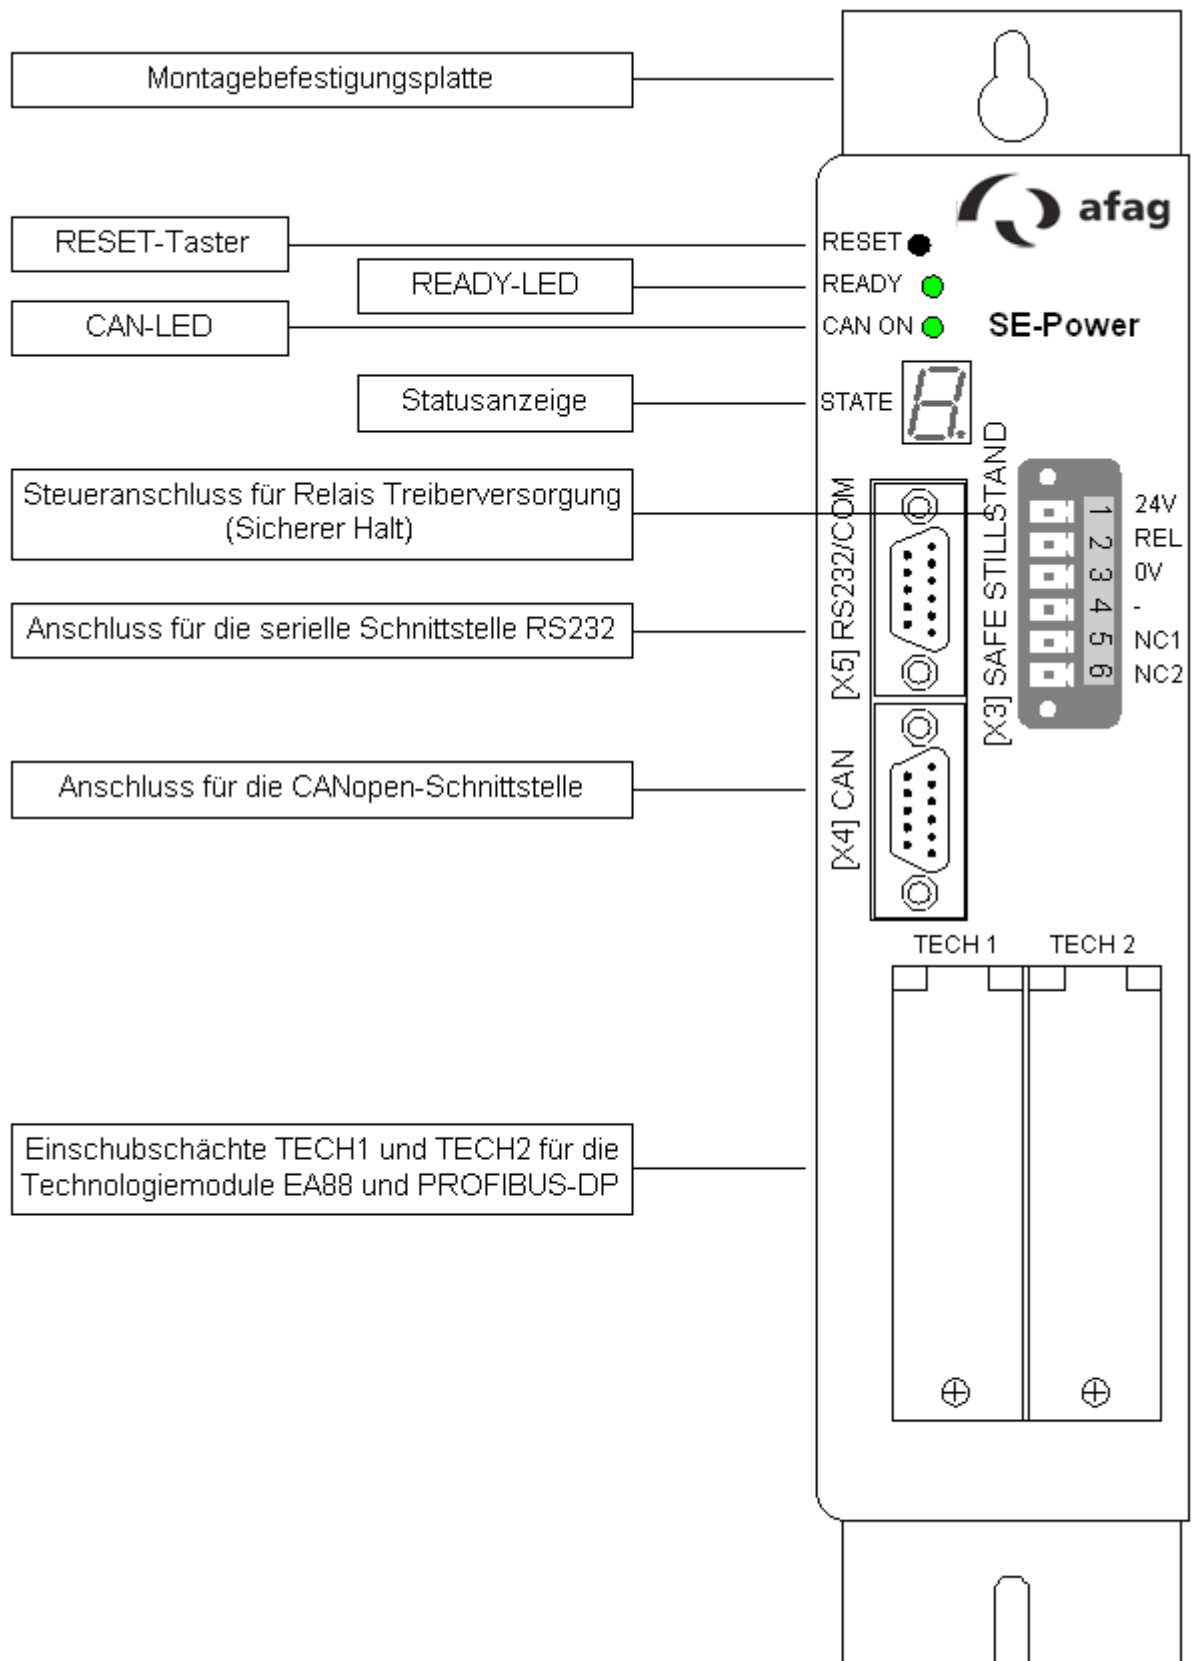 Montagebefestigungsplatte
afag
RESET-Taster
RESET
READY-LED
READY
CAN-LED
CAN ON
SE-Power
Statusanzeige
STATE
Steueranschluss für Relais Treiberversorgung
(Sicherer Halt)
[X3] SAFE STILLSTAND
1 24V
2 REL
3 0V
4 -
5 NC1
6 NC2
Anschluss für die serielle Schnittstelle RS232
[X5] RS232/COM
Anschluss für die CANopen-Schnittstelle
[X4] CAN
TECH 1
TECH 2
Einschubschächte TECH1 und TECH2 für die
Technologiemodule EA88 und PROFIBUS-DP